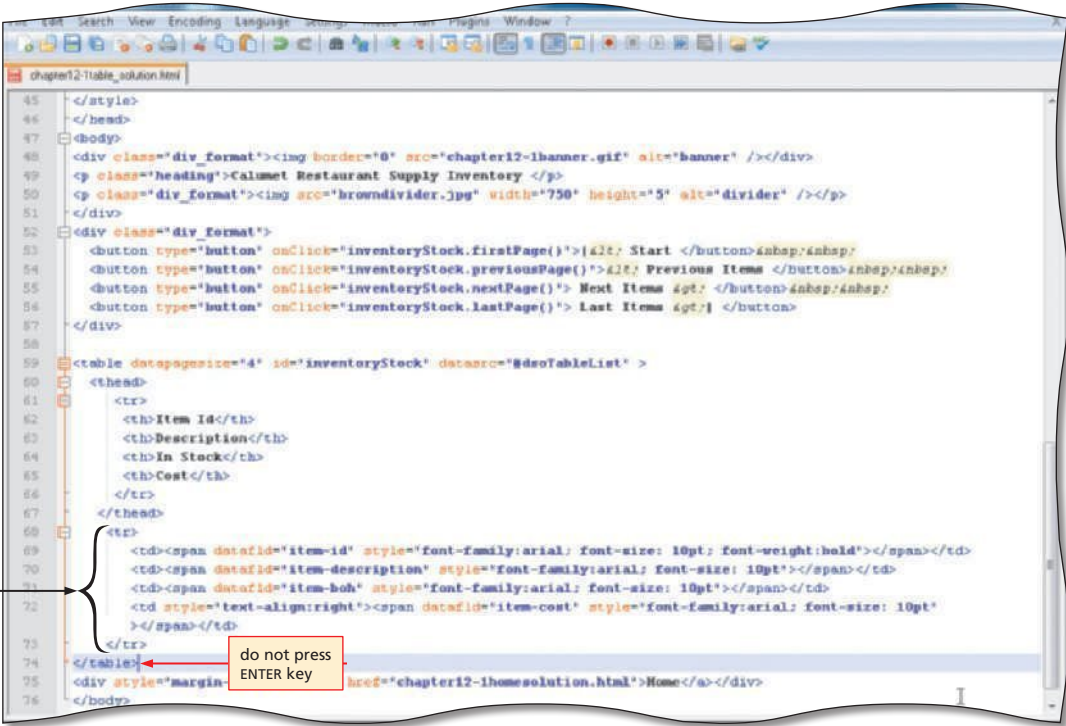 Edit Search View Encoding Language Settings Macro Run Plugins Window ?
chapter12-1table_solution.html
45 </style>
46 </head>
47 <body>
48 <div class="div_format"><img border="0" src="chapter12-1banner.gif" alt="banner" /></div>
49 <p class="heading">Calumet Restaurant Supply Inventory </p>
50 <p class="div_format"><img src="browndivider.jpg" width="750" height="5" alt="divider" /></p>
51 </div>
52 <div class="div_format">
53 <button type="button" onClick="inventoryStock.firstPage()">|&lt; Start </button>&nbsp;&nbsp;
54 <button type="button" onClick="inventoryStock.previousPage()">&lt; Previous Items </button>&nbsp;&nbsp;
55 <button type="button" onClick="inventoryStock.nextPage()"> Next Items &gt; </button>&nbsp;&nbsp;
56 <button type="button" onClick="inventoryStock.lastPage()"> Last Items &gt;| </button>
57 </div>
58
59 <table datapagesize="4" id="inventoryStock" datasrc="#dsoTableList" >
60 <thead>
61 <tr>
62 <th>Item Id</th>
63 <th>Description</th>
64 <th>In Stock</th>
65 <th>Cost</th>
66 </tr>
67 </thead>
68 <tr>
69 <td><span datafld="item-id" style="font-family:arial; font-size: 10pt; font-weight:bold"></span></td>
70 <td><span datafld="item-description" style="font-family:arial; font-size: 10pt"></span></td>
71 <td><span datafld="item-boh" style="font-family:arial; font-size: 10pt"></span></td>
72 <td style="text-align:right"><span datafld="item-cost" style="font-family:arial; font-size: 10pt"
></span></td>
73 </tr>
74 </table>
do not press
ENTER key
75 <div style="margin- href="chapter12-1homesolution.html">Home</a></div>
76 </body>